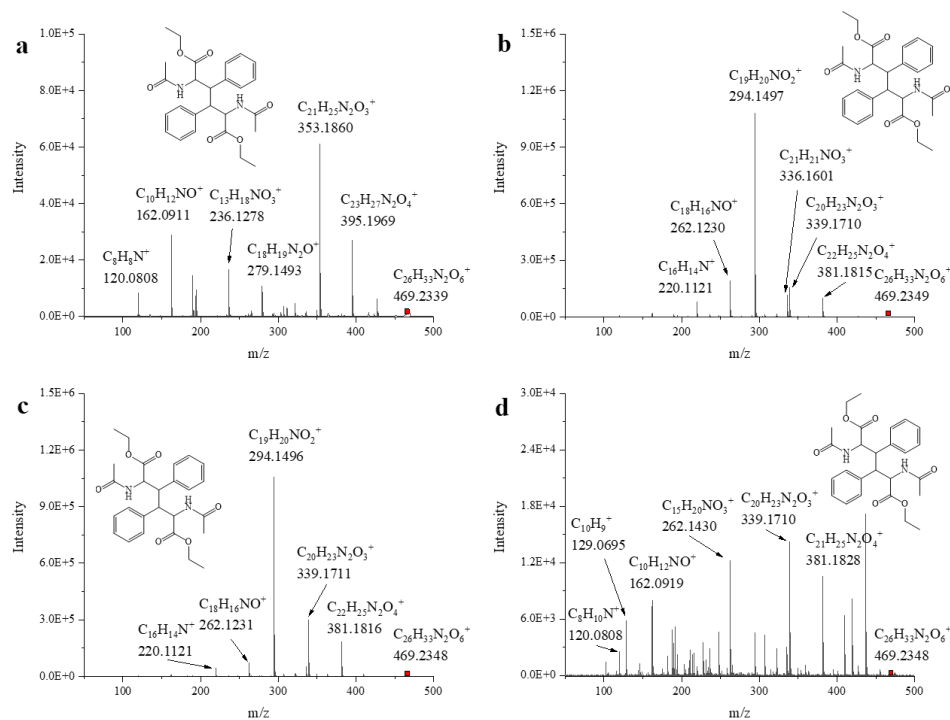 a
1.0E+5
8.0E+4
6.0E+4
4.0E+4
2.0E+4
0.0E+0
Intensity
100 200 300 400 500
m/z
O
O
O
N
H
H
N
O
O
O
C₂₁H₂₅N₂O₃⁺
353.1860
C₁₀H₁₂NO⁺
162.0911
C₁₃H₁₈NO₃⁺
236.1278
C₂₃H₂₇N₂O₄⁺
395.1969
C₈H₈N⁺
120.0808
C₁₈H₁₉N₂O⁺
279.1493
C₂₆H₃₃N₂O₆⁺
469.2339
b
1.5E+6
1.2E+6
9.0E+5
6.0E+5
3.0E+5
0.0E+0
Intensity
100 200 300 400 500
m/z
O
O
O
N
H
H
N
O
O
O
C₁₉H₂₀NO₂⁺
294.1497
C₂₁H₂₁NO₃⁺
336.1601
C₁₈H₁₆NO⁺
262.1230
C₂₀H₂₃N₂O₃⁺
339.1710
C₁₆H₁₄N⁺
220.1121
C₂₂H₂₅N₂O₄⁺
381.1815
C₂₆H₃₃N₂O₆⁺
469.2349
c
1.5E+6
1.2E+6
9.0E+5
6.0E+5
3.0E+5
0.0E+0
Intensity
100 200 300 400 500
m/z
O
O
O
N
H
H
N
O
O
O
C₁₉H₂₀NO₂⁺
294.1496
C₂₀H₂₃N₂O₃⁺
339.1711
C₁₈H₁₆NO⁺
262.1231
C₂₂H₂₅N₂O₄⁺
381.1816
C₁₆H₁₄N⁺
220.1121
C₂₆H₃₃N₂O₆⁺
469.2348
d
3.0E+4
2.4E+4
1.8E+4
1.2E+4
6.0E+3
0.0E+0
Intensity
100 200 300 400 500
m/z
O
O
O
N
H
H
N
O
O
O
C₁₅H₂₀NO₃⁺
262.1430
C₂₀H₂₃N₂O₃⁺
339.1710
C₁₀H₉⁺
129.0695
C₁₀H₁₂NO⁺
162.0919
C₂₁H₂₅N₂O₄⁺
381.1828
C₈H₁₀N⁺
120.0808
C₂₆H₃₃N₂O₆⁺
469.2348